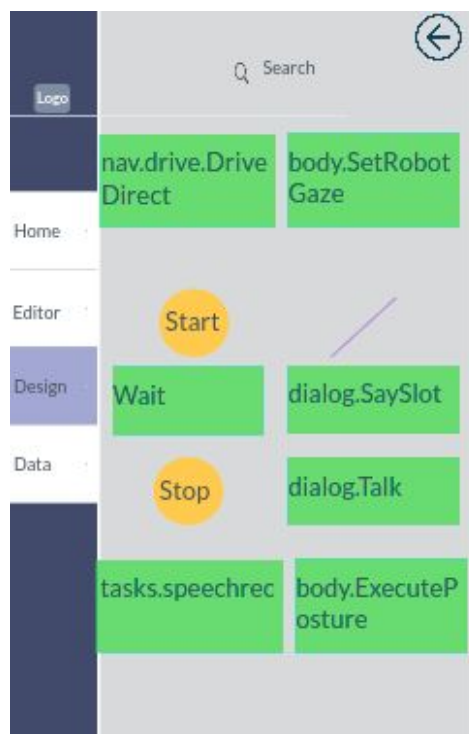 Search
Logo
nav.drive.Drive
Direct
body.SetRobot
Gaze
Home
Editor
Start
Design
Wait
dialog.SaySlot
Data
Stop
dialog.Talk
tasks.speechrec
body.ExecuteP
osture